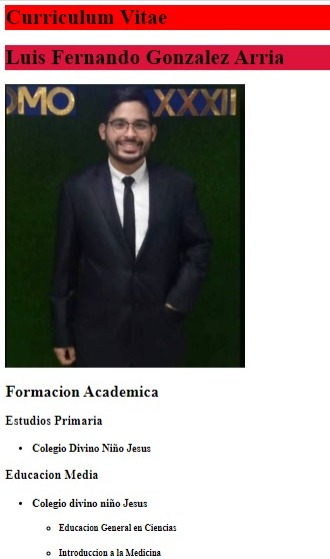 Curriculum Vitae
Luis Fernando Gonzalez Arria
OMO XXXII
Formacion Academica
Estudios Primaria
Colegio Divino Niño Jesus
Educacion Media
Colegio divino niño Jesus
Educacion General en Ciencias
Introduccion a la Medicina